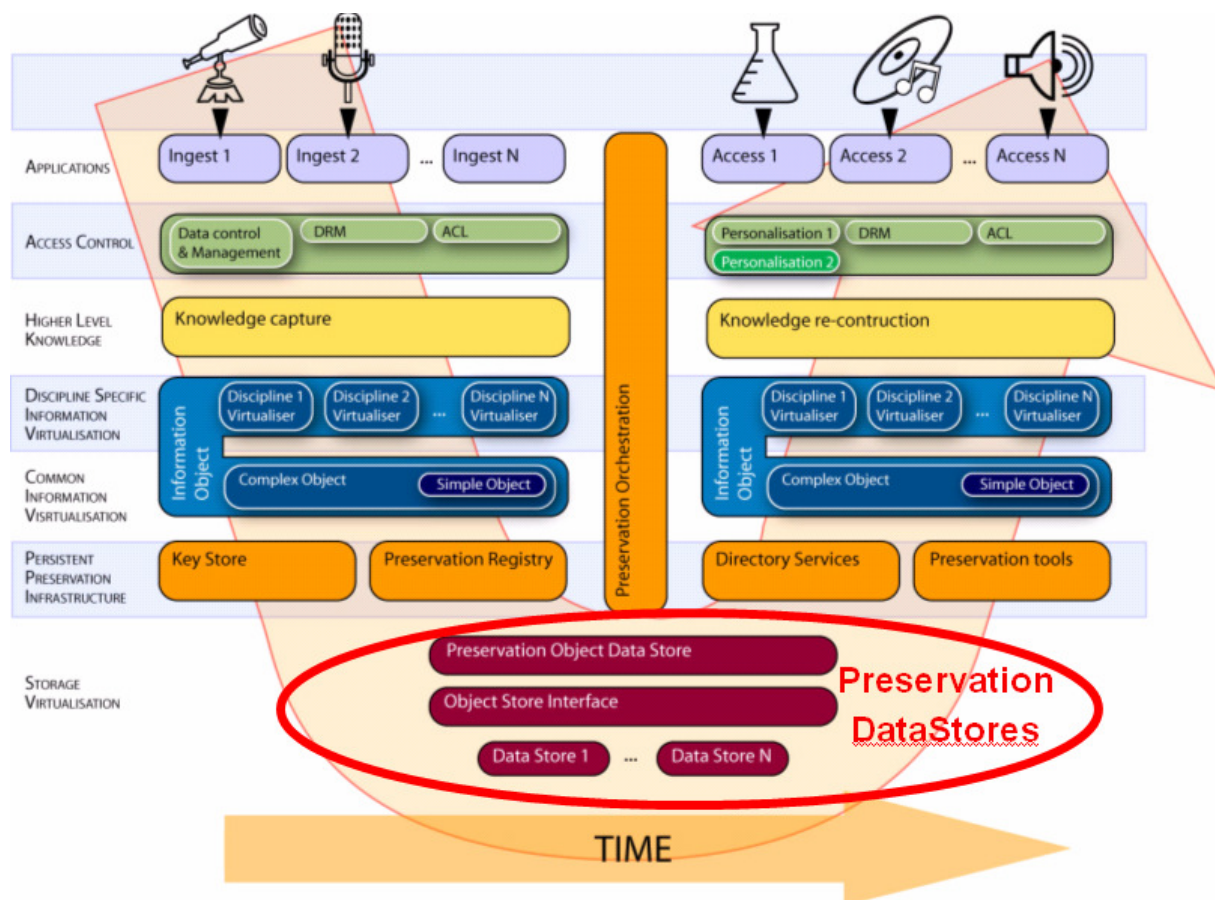 APPLICATIONS
Ingest 1
Ingest 2
...
Ingest N
Access 1
Access 2
...
Access N
ACCESS CONTROL
Data control
& Management
DRM
ACL
Personalisation 1
Personalisation 2
DRM
ACL
HIGHER LEVEL
KNOWLEDGE
Knowledge capture
Knowledge re-contruction
DISCIPLINE SPECIFIC
INFORMATION
VIRTUALISATION
Information
Object
Discipline 1
Virtualiser
Discipline 2
Virtualiser
...
Discipline N
Virtualiser
Information
Object
Discipline 1
Virtualiser
Discipline 2
Virtualiser
...
Discipline N
Virtualiser
COMMON
INFORMATION
VISRTUALISATION
Complex Object
Simple Object
Complex Object
Simple Object
Preservation Orchestration
PERSISTENT
PRESERVATION
INFRASTRUCTURE
Key Store
Preservation Registry
Directory Services
Preservation tools
STORAGE
VIRTUALISATION
Preservation Object Data Store
Object Store Interface
Data Store 1
...
Data Store N
Preservation
DataStores
TIME